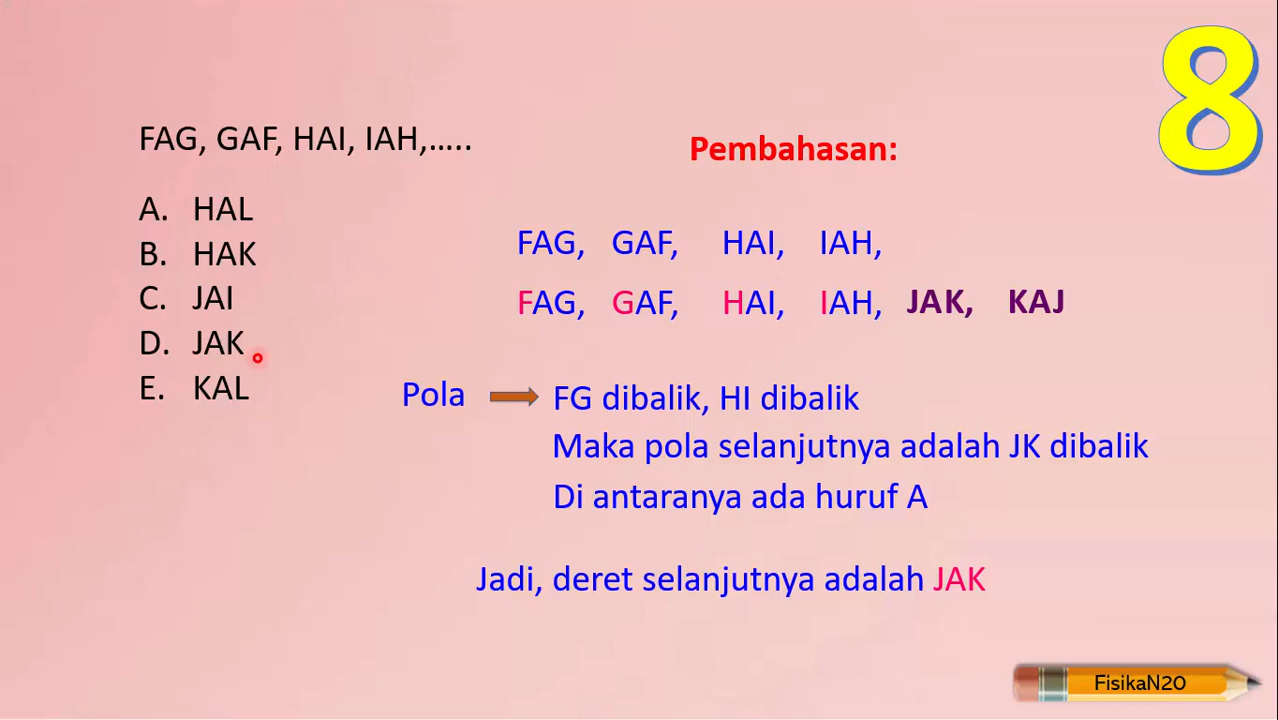 8
FAG, GAF, HAI, IAH,.....
A. HAL
B. HAK
C. JAI
D. JAK
E. KAL
Pembahasan:
FAG, GAF, HAI, IAH,
FAG, GAF, HAI, IAH, JAK, KAJ
Pola FG dibalik, HI dibalik
Maka pola selanjutnya adalah JK dibalik
Di antaranya ada huruf A
Jadi, deret selanjutnya adalah JAK
FisikaN20